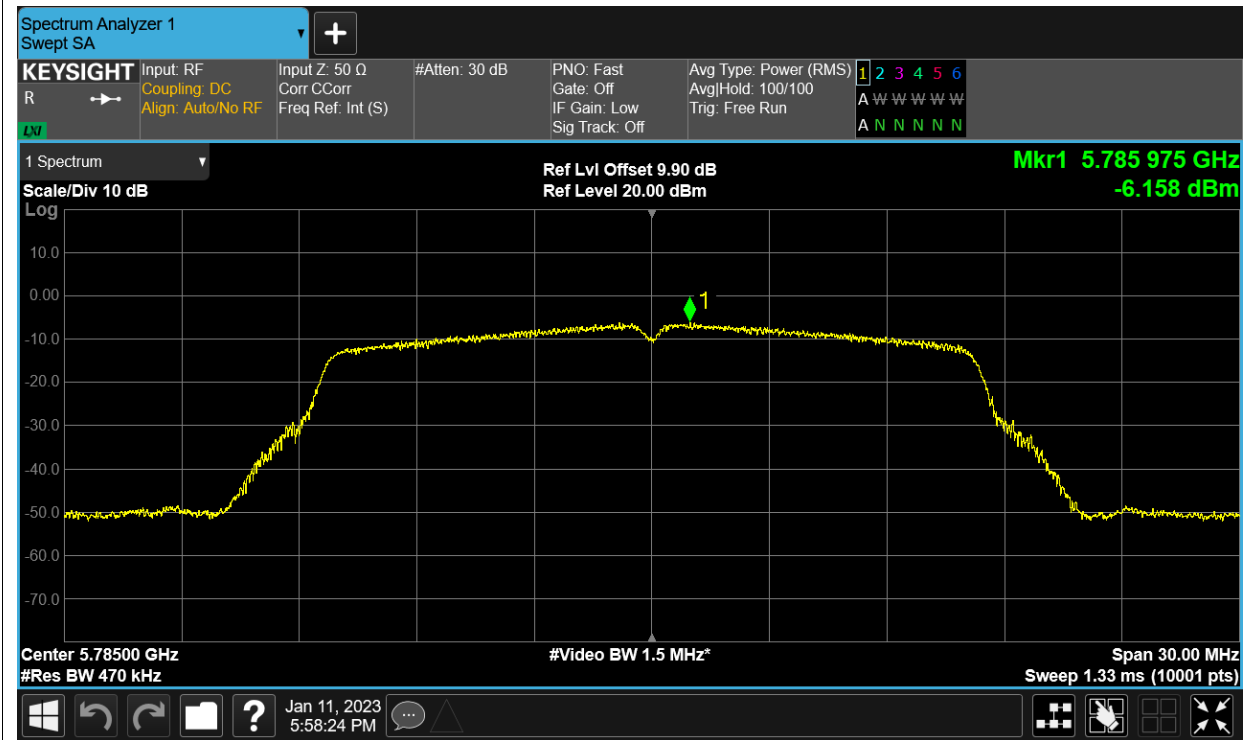 Spectrum Analyzer 1
Swept SA
KEYSIGHT
R
LXI
Input: RF
Coupling: DC
Align: Auto/No RF
Input Z: 50 Ω
Corr CCorr
Freq Ref: Int (S)
#Atten: 30 dB
PNO: Fast
Gate: Off
IF Gain: Low
Sig Track: Off
Avg Type: Power (RMS)
Avg|Hold: 100/100
Trig: Free Run
1 2 3 4 5 6
A W W W W W
A N N N N N
1 Spectrum
Scale/Div 10 dB
Ref Lvl Offset 9.90 dB
Ref Level 20.00 dBm
Mkr1 5.785 975 GHz
-6.158 dBm
Log
10.0
0.00
1
-10.0
-20.0
-30.0
-40.0
-50.0
-60.0
-70.0
Center 5.78500 GHz
#Video BW 1.5 MHz*
Span 30.00 MHz
#Res BW 470 kHz
Sweep 1.33 ms (10001 pts)
?
Jan 11, 2023
5:58:24 PM